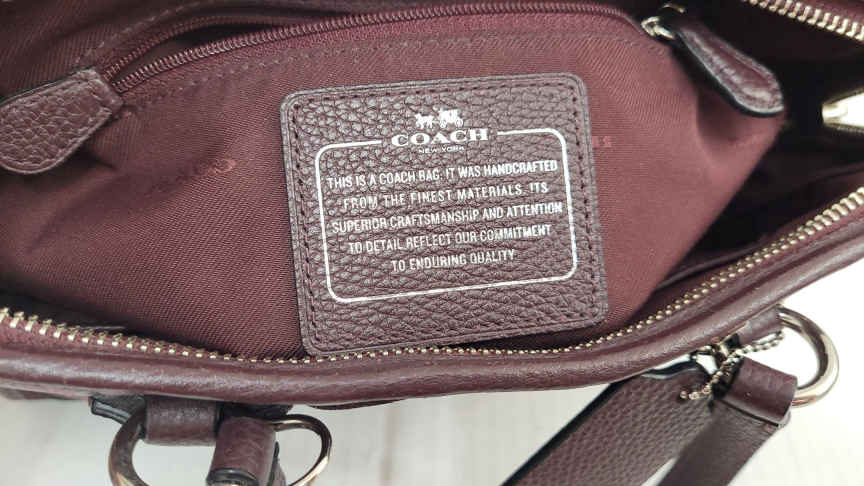 COACH
NEW YORK
THIS IS A COACH BAG. IT WAS HANDCRAFTED
FROM THE FINEST MATERIALS. ITS
SUPERIOR CRAFTSMANSHIP AND ATTENTION
TO DETAIL REFLECT OUR COMMITMENT
TO ENDURING QUALITY